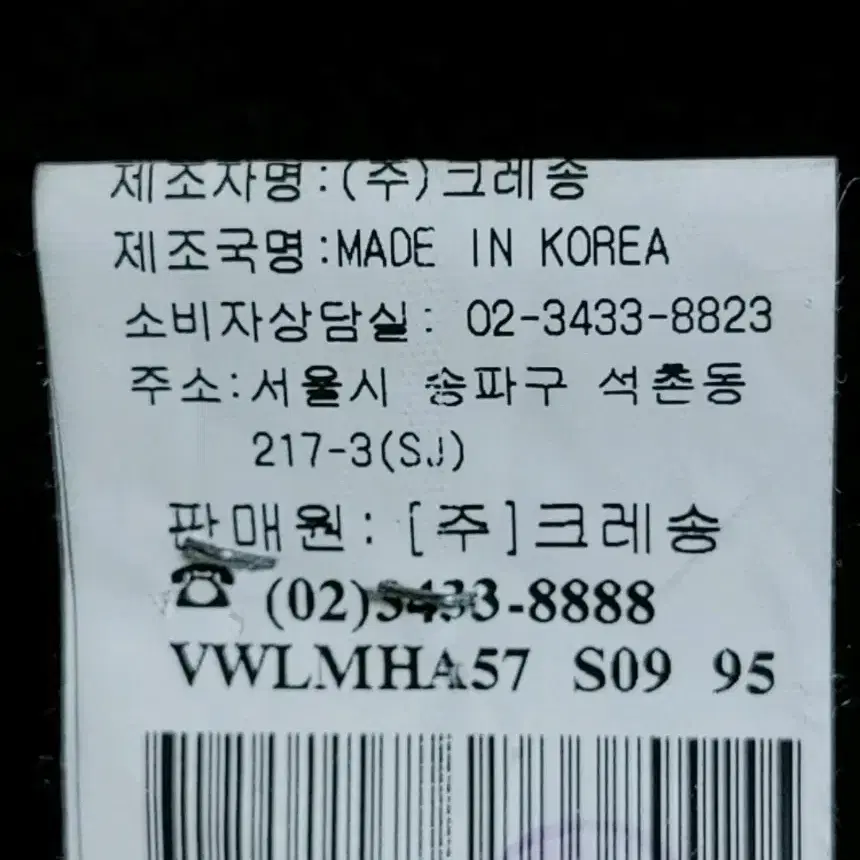 제조자명:(주)크레송
제조국명:MADE IN KOREA
소비자상담실: 02-3433-8823
주소:서울시 송파구 석촌동
217-3(SJ)
판매원:[주]크레송
☎ (02)3433-8888
VWLMHA57 S09 95